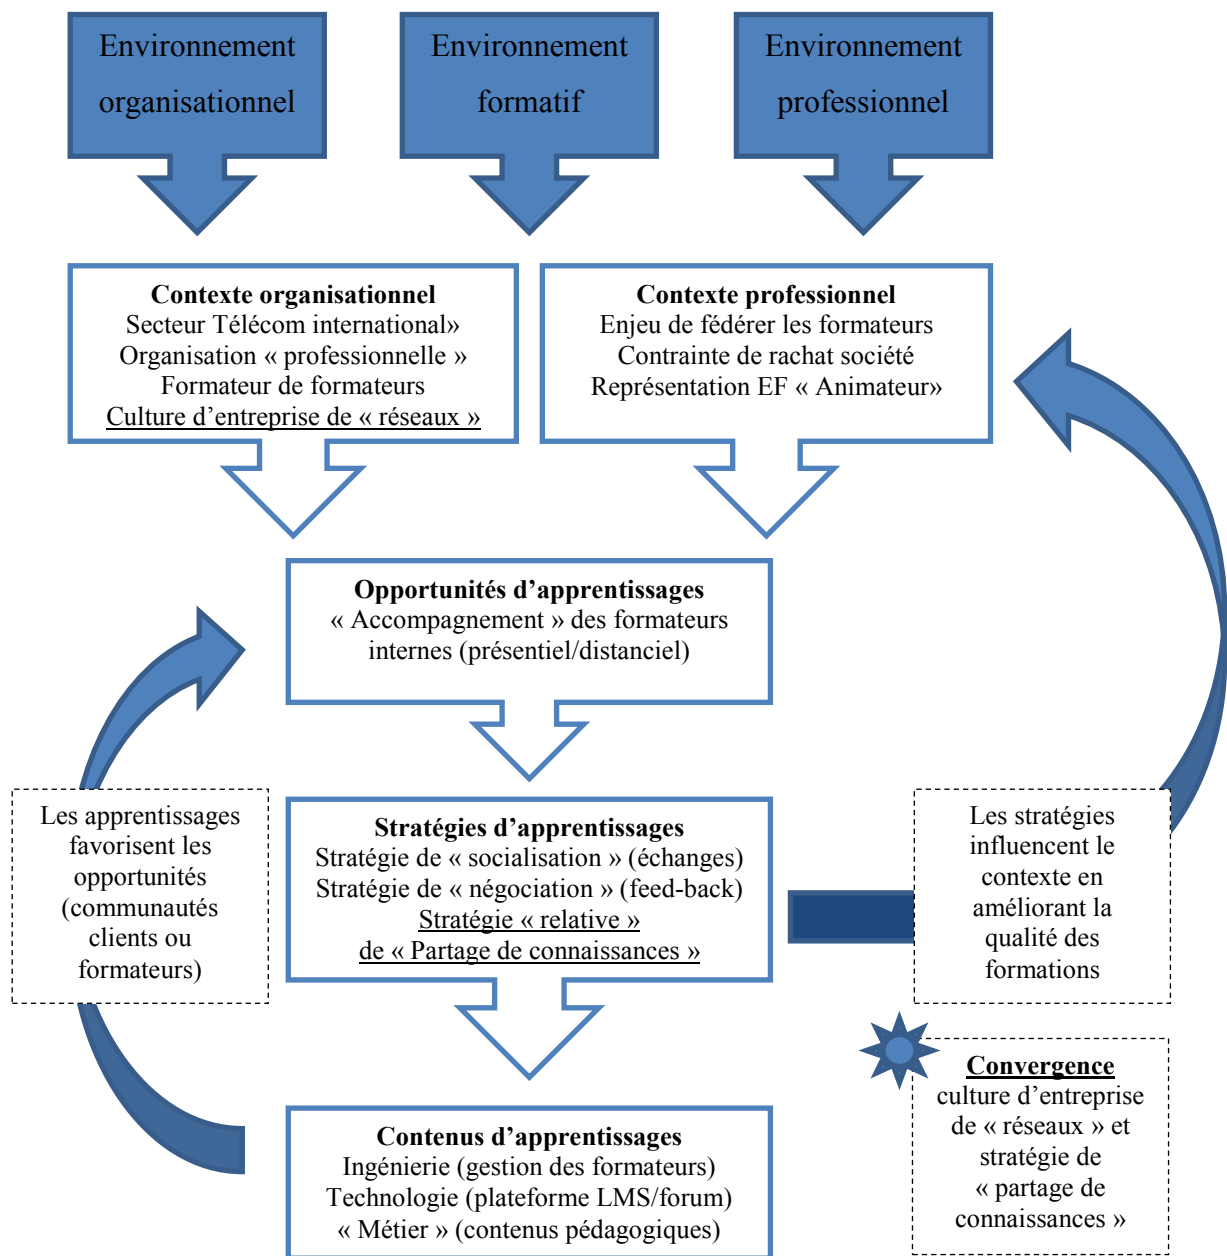 Environnement
organisationnel
Environnement
formatif
Environnement
professionnel
Contexte organisationnel
Secteur Télécom international»
Organisation « professionnelle »
Formateur de formateurs
Culture d’entreprise de « réseaux »
Contexte professionnel
Enjeu de fédérer les formateurs
Contrainte de rachat société
Représentation EF « Animateur»
Opportunités d’apprentissages
« Accompagnement » des formateurs
internes (présentiel/distanciel)
Les apprentissages
favorisent les
opportunités
(communautés
clients ou
formateurs)
Stratégies d’apprentissages
Stratégie de « socialisation » (échanges)
Stratégie de « négociation » (feed-back)
Stratégie « relative »
de « Partage de connaissances »
Les stratégies
influencent le
contexte en
améliorant la
qualité des
formations
Convergence
culture d’entreprise
de « réseaux » et
stratégie de
« partage de
connaissances »
Contenus d’apprentissages
Ingénierie (gestion des formateurs)
Technologie (plateforme LMS/forum)
« Métier » (contenus pédagogiques)